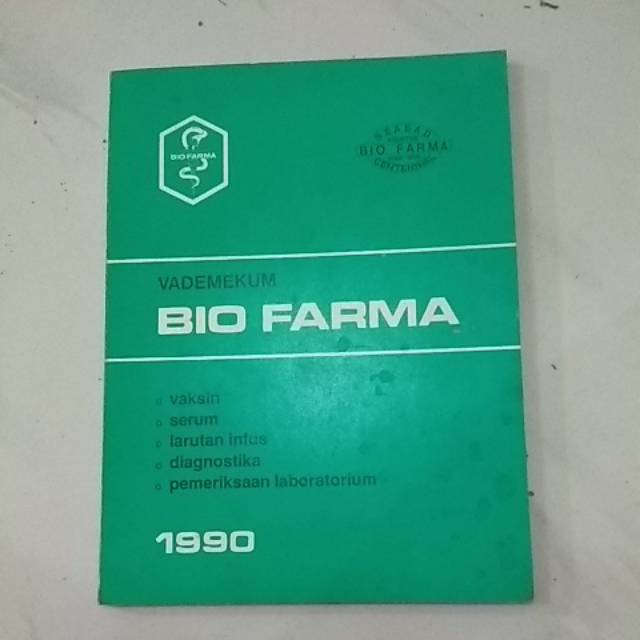 BIO FARMA
SEABAD
BIO FARMA
CENTENNIAL
VADEMEKUM
BIO FARMA
o vaksin
o serum
o larutan infus
o diagnostika
o pemeriksaan laboratorium
1990